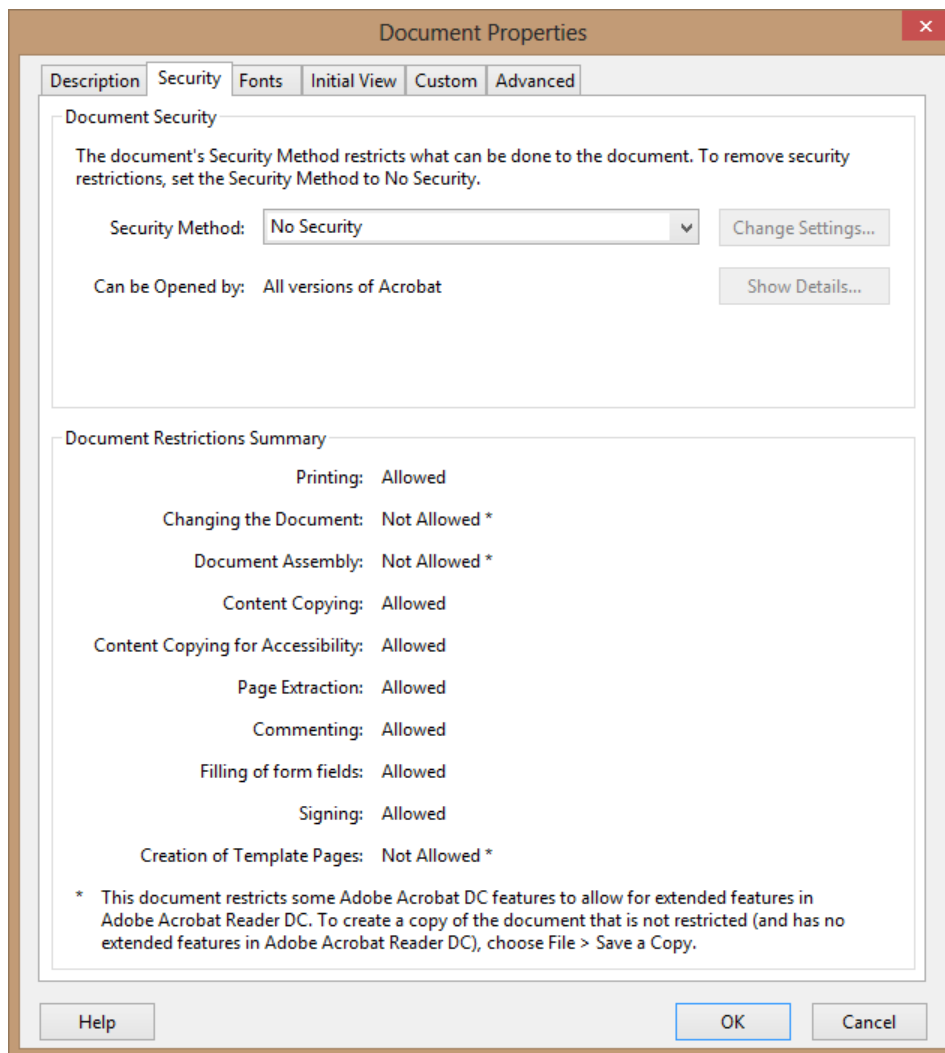 Document Properties
Description Security Fonts Initial View Custom Advanced
Document Security
The document's Security Method restricts what can be done to the document. To remove security
restrictions, set the Security Method to No Security.
Security Method: No Security Change Settings...
Can be Opened by: All versions of Acrobat Show Details...
Document Restrictions Summary
Printing: Allowed
Changing the Document: Not Allowed *
Document Assembly: Not Allowed *
Content Copying: Allowed
Content Copying for Accessibility: Allowed
Page Extraction: Allowed
Commenting: Allowed
Filling of form fields: Allowed
Signing: Allowed
Creation of Template Pages: Not Allowed *
* This document restricts some Adobe Acrobat DC features to allow for extended features in
Adobe Acrobat Reader DC. To create a copy of the document that is not restricted (and has no
extended features in Adobe Acrobat Reader DC), choose File > Save a Copy.
Help OK Cancel